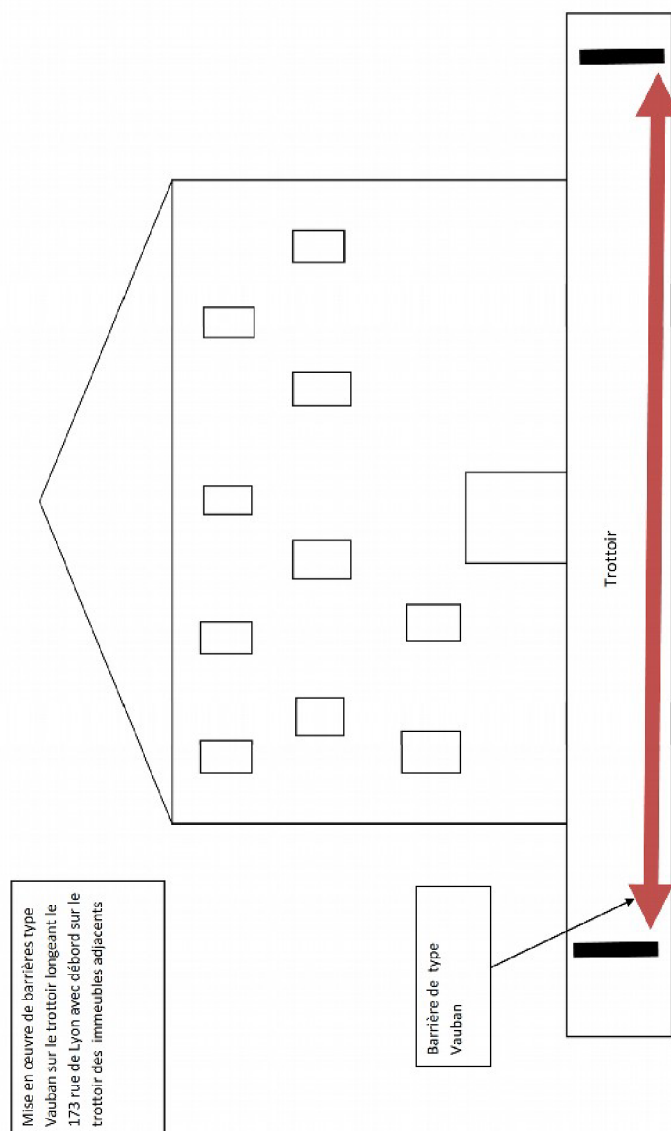 Mise en œuvre de barrières type
Vauban sur le trottoir longeant le
173 rue de Lyon avec débord sur le
trottoir des immeubles adjacents
Barrière de type
Vauban
Trottoir